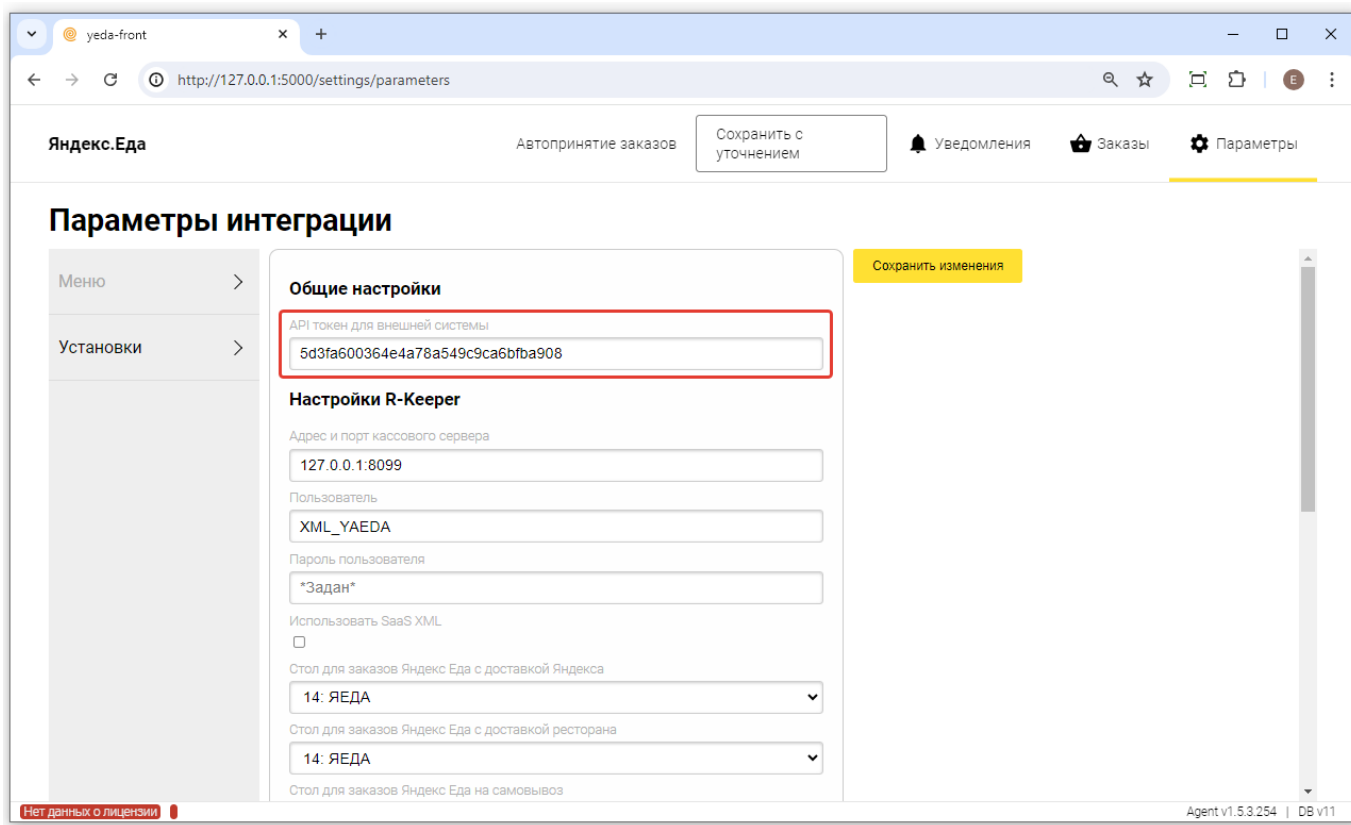 yeda-front
http://127.0.0.1:5000/settings/parameters
E
Яндекс.Еда
Автопринятие заказов
Сохранить с
уточнением
Уведомления
Заказы
Параметры
Параметры интеграции
Меню
Установки
Общие настройки
API токен для внешней системы
5d3fa600364e4a78a549c9ca6bfba908
Настройки R-Keeper
Адрес и порт кассового сервера
127.0.0.1:8099
Пользователь
XML_YAEDA
Пароль пользователя
*Задан*
Использовать SaaS XML
Стол для заказов Яндекс Еда с доставкой Яндекса
14: ЯЕДА
Стол для заказов Яндекс Еда с доставкой ресторана
14: ЯЕДА
Стол для заказов Яндекс Еда на самовывоз
Сохранить изменения
Нет данных о лицензии
Agent v1.5.3.254 | DB v11